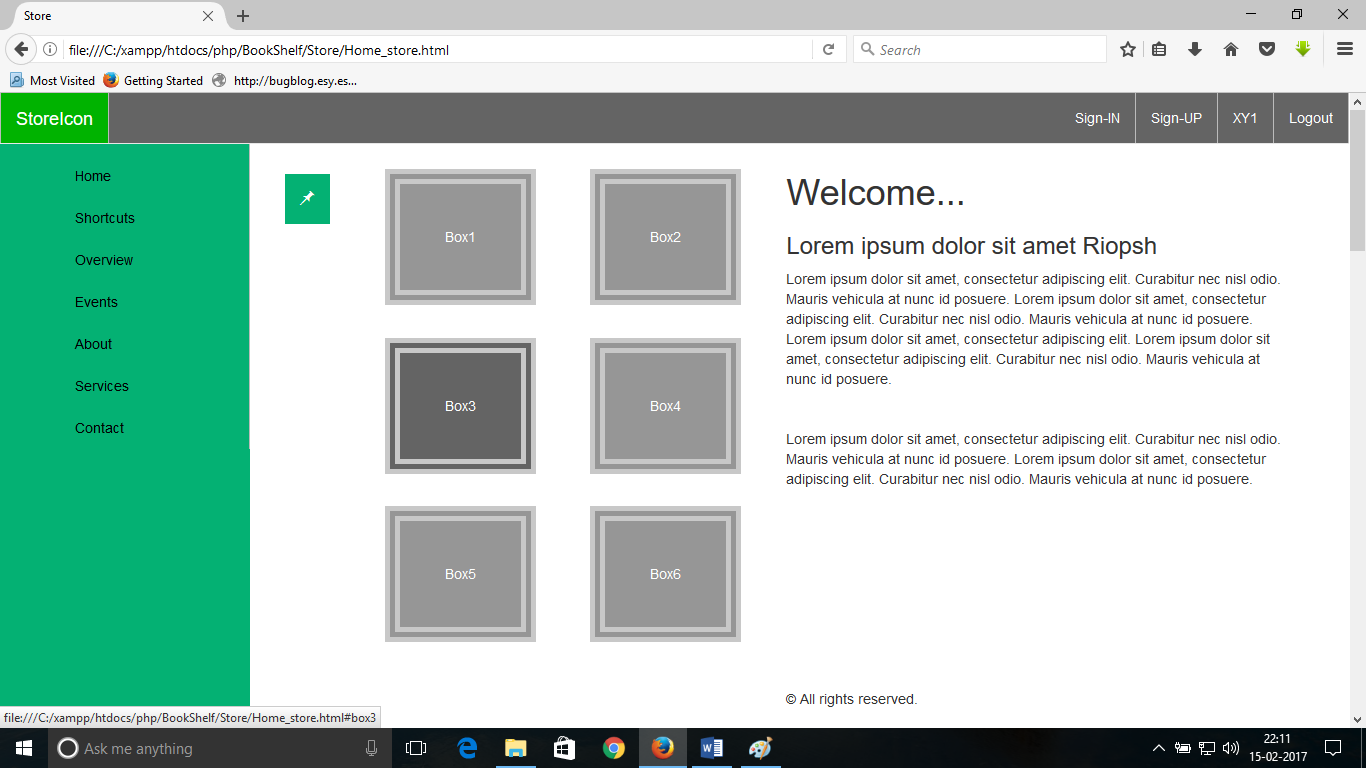 Store
file:///C:/xampp/htdocs/php/BookShelf/Store/Home_store.html
Search
Most Visited
Getting Started
http://bugblog.esy.es...
StoreIcon
Sign-IN
Sign-UP
XY1
Logout
Home
Shortcuts
Overview
Events
About
Services
Contact
Box1
Box2
Box3
Box4
Box5
Box6
Welcome...
Lorem ipsum dolor sit amet Riopsh
Lorem ipsum dolor sit amet, consectetur adipiscing elit. Curabitur nec nisl odio.
Mauris vehicula at nunc id posuere. Lorem ipsum dolor sit amet, consectetur
adipiscing elit. Curabitur nec nisl odio. Mauris vehicula at nunc id posuere.
Lorem ipsum dolor sit amet, consectetur adipiscing elit. Lorem ipsum dolor sit
amet, consectetur adipiscing elit. Curabitur nec nisl odio. Mauris vehicula at
nunc id posuere.
Lorem ipsum dolor sit amet, consectetur adipiscing elit. Curabitur nec nisl odio.
Mauris vehicula at nunc id posuere. Lorem ipsum dolor sit amet, consectetur
adipiscing elit. Curabitur nec nisl odio. Mauris vehicula at nunc id posuere.
© All rights reserved.
file:///C:/xampp/htdocs/php/BookShelf/Store/Home_store.html#box3
Ask me anything
22:11
15-02-2017